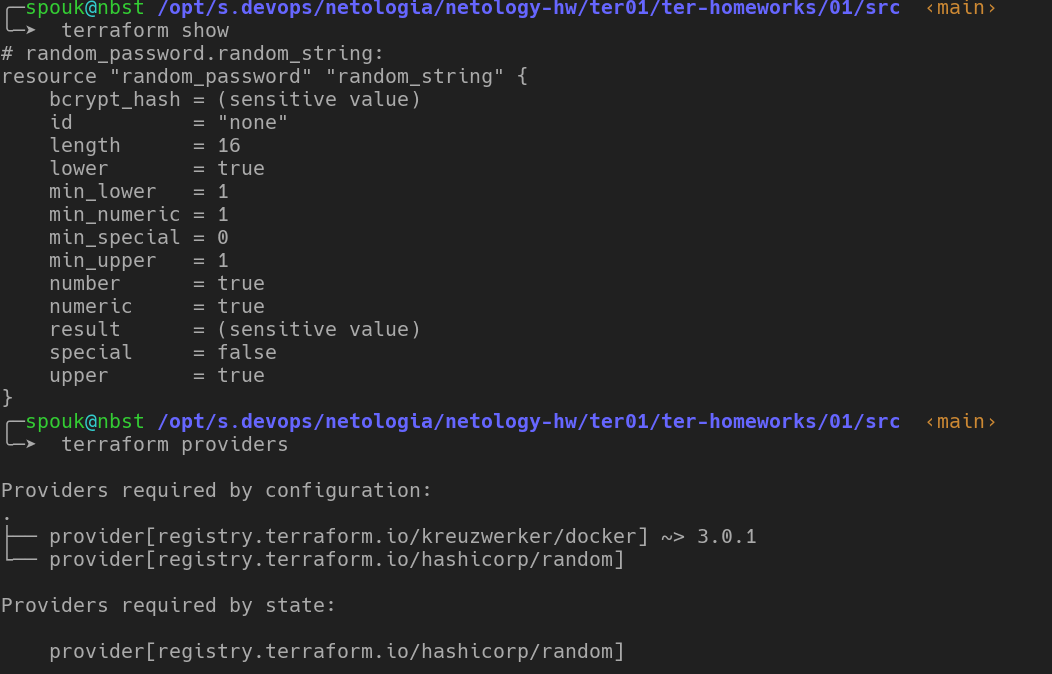 ╭─spouk@nbst /opt/s.devops/netologia/netology-hw/ter01/ter-homeworks/01/src  ‹main›
╰─➤  terraform show
# random_password.random_string:
resource "random_password" "random_string" {
    bcrypt_hash = (sensitive value)
    id          = "none"
    length      = 16
    lower       = true
    min_lower   = 1
    min_numeric = 1
    min_special = 0
    min_upper   = 1
    number      = true
    numeric     = true
    result      = (sensitive value)
    special     = false
    upper       = true
}
╭─spouk@nbst /opt/s.devops/netologia/netology-hw/ter01/ter-homeworks/01/src  ‹main›
╰─➤  terraform providers

Providers required by configuration:
.
├── provider[registry.terraform.io/kreuzwerker/docker] ~> 3.0.1
└── provider[registry.terraform.io/hashicorp/random]

Providers required by state:

    provider[registry.terraform.io/hashicorp/random]